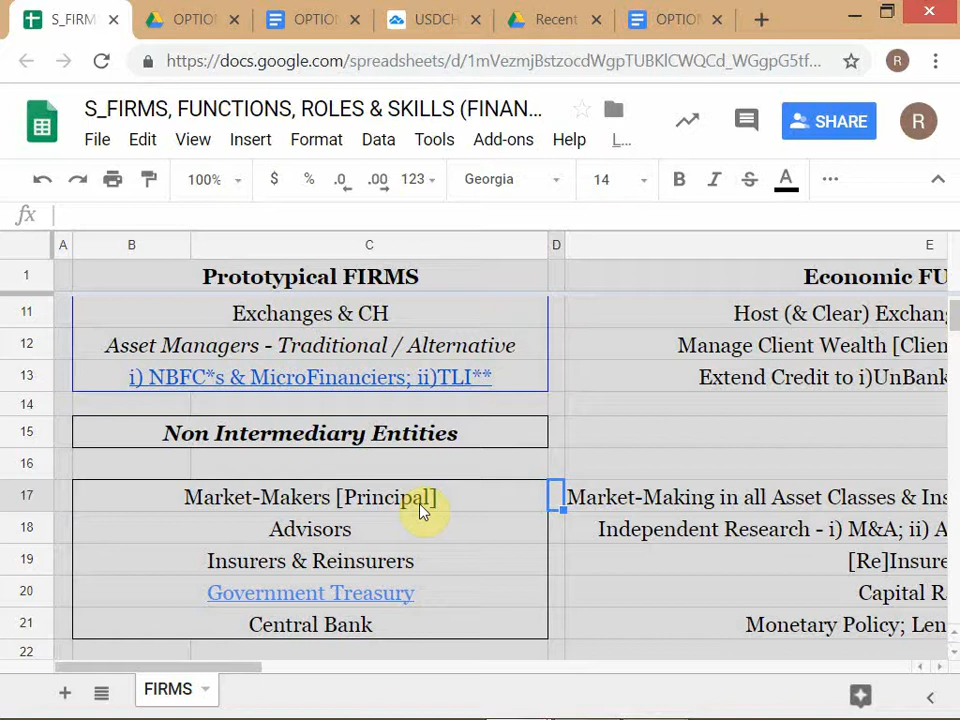 S_FIRM
OPTIO
OPTIO
USDCH
Recent
OPTIO
https://docs.google.com/spreadsheets/d/1mVezmjBstzocdWgpTUBKlCWQCd_WGgpG5tf...
R
S_FIRMS, FUNCTIONS, ROLES & SKILLS (FINAN...
SHARE
R
File Edit View Insert Format Data Tools Add-ons Help L...
100% $ % .0 .00 123 Georgia 14 B I S A ...
fx
A B C D E
1 Prototypical FIRMS Economic FU
11 Exchanges & CH Host (& Clear) Exchang
12 Asset Managers - Traditional / Alternative Manage Client Wealth [Clien
13 i) NBFC*s & MicroFinanciers; ii)TLI** Extend Credit to i)UnBank
14
15 Non Intermediary Entities
16
17 Market-Makers [Principal] Market-Making in all Asset Classes & Ins
18 Advisors Independent Research - i) M&A; ii) A
19 Insurers & Reinsurers [Re]Insure
20 Government Treasury Capital R
21 Central Bank Monetary Policy; Len
22
FIRMS